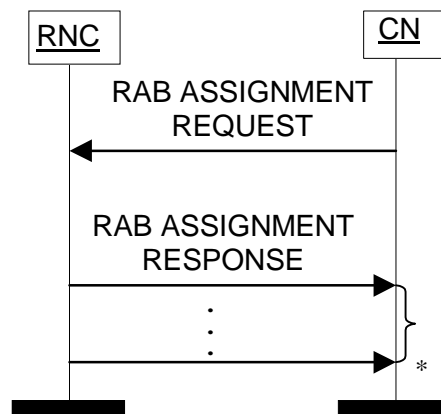 RNC
CN
RAB ASSIGNMENT
REQUEST
RAB ASSIGNMENT
RESPONSE
*